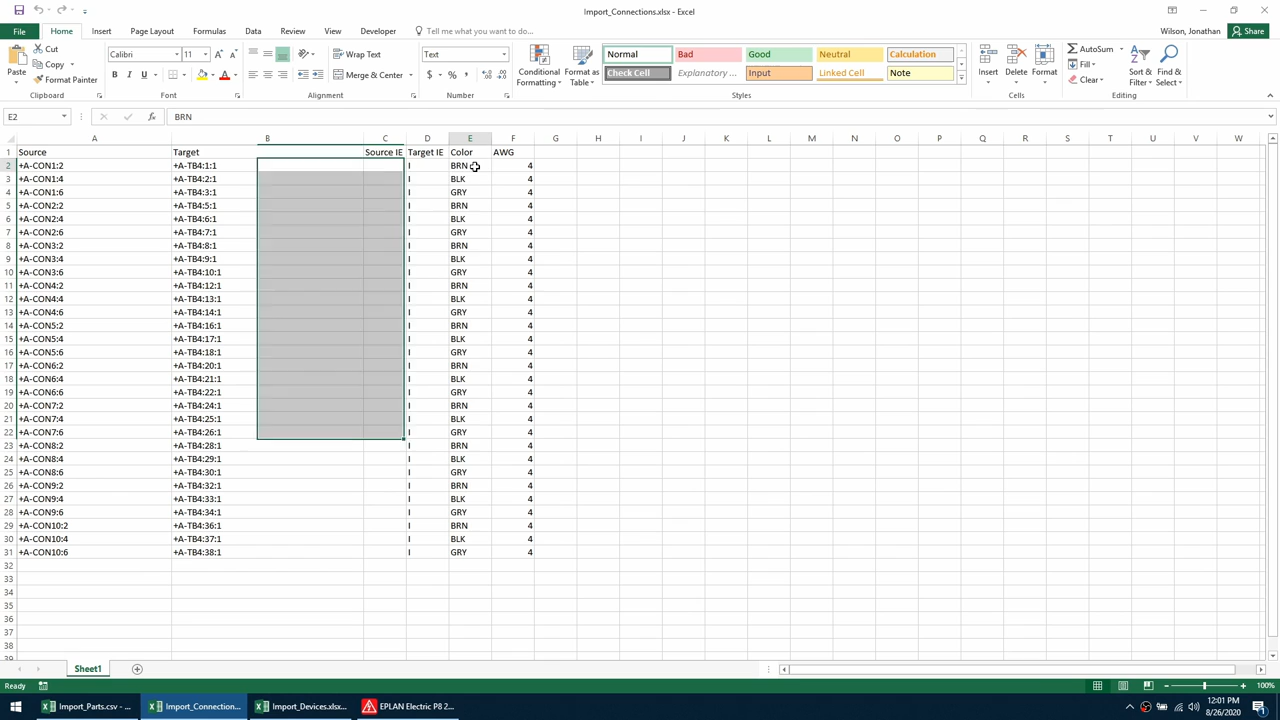 Import_Connections.xlsx - Excel
File Home Insert Page Layout Formulas Data Review View Tell me what you want to do... Wilson, Jonathan Share
Cut
Copy
Format Painter
Paste
Clipboard
Calibri 11
B I U
Font
Wrap Text
Merge & Center
Alignment
Text
$ % ,
Number
Conditional Formatting
Format as Table
Normal Bad Good Neutral Calculation
Check Cell Explanatory ... Input Linked Cell Note
Styles
Insert Delete Format
Cells
AutoSum
Fill
Clear
Sort & Filter
Find & Select
Editing
E2 fx BRN
A B C D E F G H I J K L M N O P Q R S T U V W
1 Source Target Source IE Target IE Color AWG
2 +A-CON1:2 +A-TB4:1:1 I BRN 4
3 +A-CON1:4 +A-TB4:2:1 I BLK 4
4 +A-CON1:6 +A-TB4:3:1 I GRY 4
5 +A-CON2:2 +A-TB4:5:1 I BRN 4
6 +A-CON2:4 +A-TB4:6:1 I BLK 4
7 +A-CON2:6 +A-TB4:7:1 I GRY 4
8 +A-CON3:2 +A-TB4:8:1 I BRN 4
9 +A-CON3:4 +A-TB4:9:1 I BLK 4
10 +A-CON3:6 +A-TB4:10:1 I GRY 4
11 +A-CON4:2 +A-TB4:12:1 I BRN 4
12 +A-CON4:4 +A-TB4:13:1 I BLK 4
13 +A-CON4:6 +A-TB4:14:1 I GRY 4
14 +A-CON5:2 +A-TB4:16:1 I BRN 4
15 +A-CON5:4 +A-TB4:17:1 I BLK 4
16 +A-CON5:6 +A-TB4:18:1 I GRY 4
17 +A-CON6:2 +A-TB4:20:1 I BRN 4
18 +A-CON6:4 +A-TB4:21:1 I BLK 4
19 +A-CON6:6 +A-TB4:22:1 I GRY 4
20 +A-CON7:2 +A-TB4:24:1 I BRN 4
21 +A-CON7:4 +A-TB4:25:1 I BLK 4
22 +A-CON7:6 +A-TB4:26:1 I GRY 4
23 +A-CON8:2 +A-TB4:28:1 I BRN 4
24 +A-CON8:4 +A-TB4:29:1 I BLK 4
25 +A-CON8:6 +A-TB4:30:1 I GRY 4
26 +A-CON9:2 +A-TB4:32:1 I BRN 4
27 +A-CON9:4 +A-TB4:33:1 I BLK 4
28 +A-CON9:6 +A-TB4:34:1 I GRY 4
29 +A-CON10:2 +A-TB4:36:1 I BRN 4
30 +A-CON10:4 +A-TB4:37:1 I BLK 4
31 +A-CON10:6 +A-TB4:38:1 I GRY 4
32
33
34
35
36
37
38
39
Sheet1
Ready 100%
Import_Parts.csv - ... Import_Connection... Import_Devices.xlsx... EPLAN Electric P8 2... 12:01 PM
8/26/2020